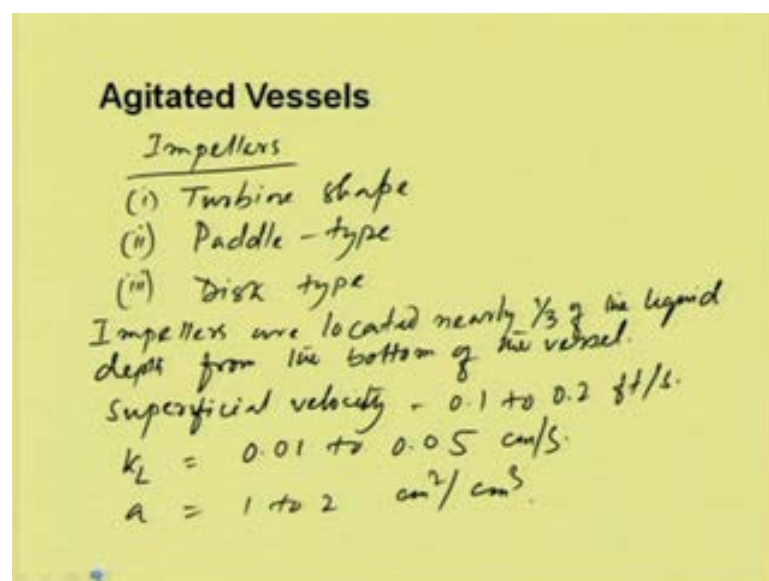 Agitated Vessels
Impellers
(i) Turbine shape
(ii) Paddle - type
(iii) Disk type
Impellers are located nearly 1/3 of the liquid
depth from the bottom of the vessel.
Superficial velocity - 0.1 to 0.2 ft/s.
k_L = 0.01 to 0.05 cm/s.
a = 1 to 2 cm²/cm³.